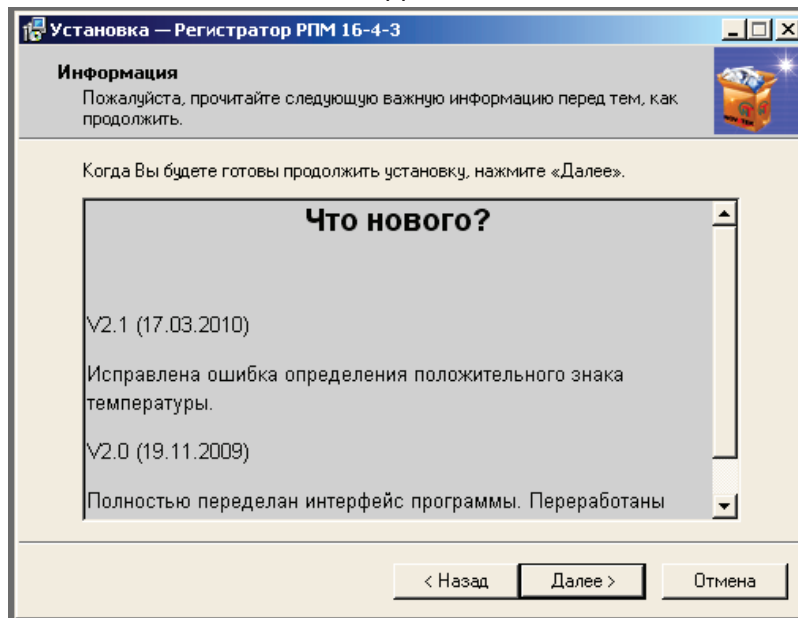 Установка — Регистратор РПМ 16-4-3
Информация
Пожалуйста, прочитайте следующую важную информацию перед тем, как
продолжить.
Когда Вы будете готовы продолжить установку, нажмите «Далее».
Что нового?
V2.1 (17.03.2010)
Исправлена ошибка определения положительного знака
температуры.
V2.0 (19.11.2009)
Полностью переделан интерфейс программы. Переработаны
< Назад
Далее >
Отмена